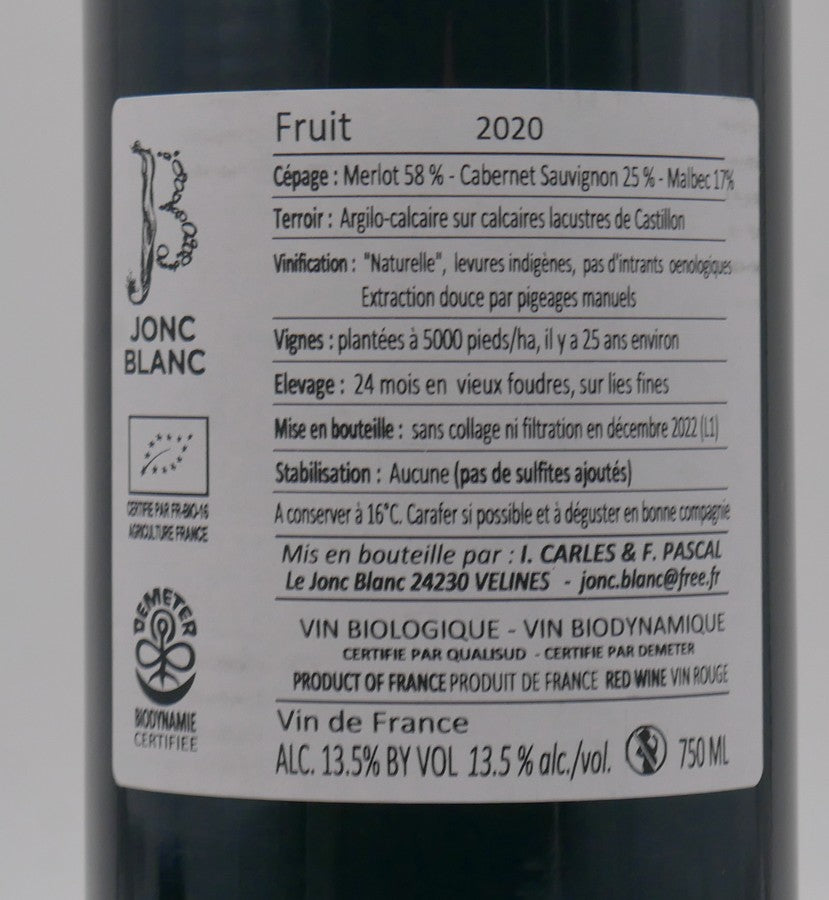 Fruit 2020
Cépage : Merlot 58 % - Cabernet Sauvignon 25 % - Malbec 17%
Terroir : Argilo-calcaire sur calcaires lacustres de Castillon
Vinification : "Naturelle", levures indigènes, pas d'intrants oenologiques
Extraction douce par pigeages manuels
Vignes : plantées à 5000 pieds/ha, il y a 25 ans environ
Elevage : 24 mois en vieux foudres, sur lies fines
Mise en bouteille : sans collage ni filtration en décembre 2022 (L1)
Stabilisation : Aucune (pas de sulfites ajoutés)
A conserver à 16°C. Carafer si possible et à déguster en bonne compagnie
Mis en bouteille par : I. CARLES & F. PASCAL
Le Jonc Blanc 24230 VELINES - jonc.blanc@free.fr
VIN BIOLOGIQUE - VIN BIODYNAMIQUE
CERTIFIE PAR QUALISUD - CERTIFIE PAR DEMETER
PRODUCT OF FRANCE PRODUIT DE FRANCE RED WINE VIN ROUGE
Vin de France
ALC. 13.5% BY VOL 13.5 % alc./vol. 750 ML
JONC
BLANC
CERTIFIE PAR FR-BIO-16
AGRICULTURE FRANCE
DEMETER
BIODYNAMIE
CERTIFIEE